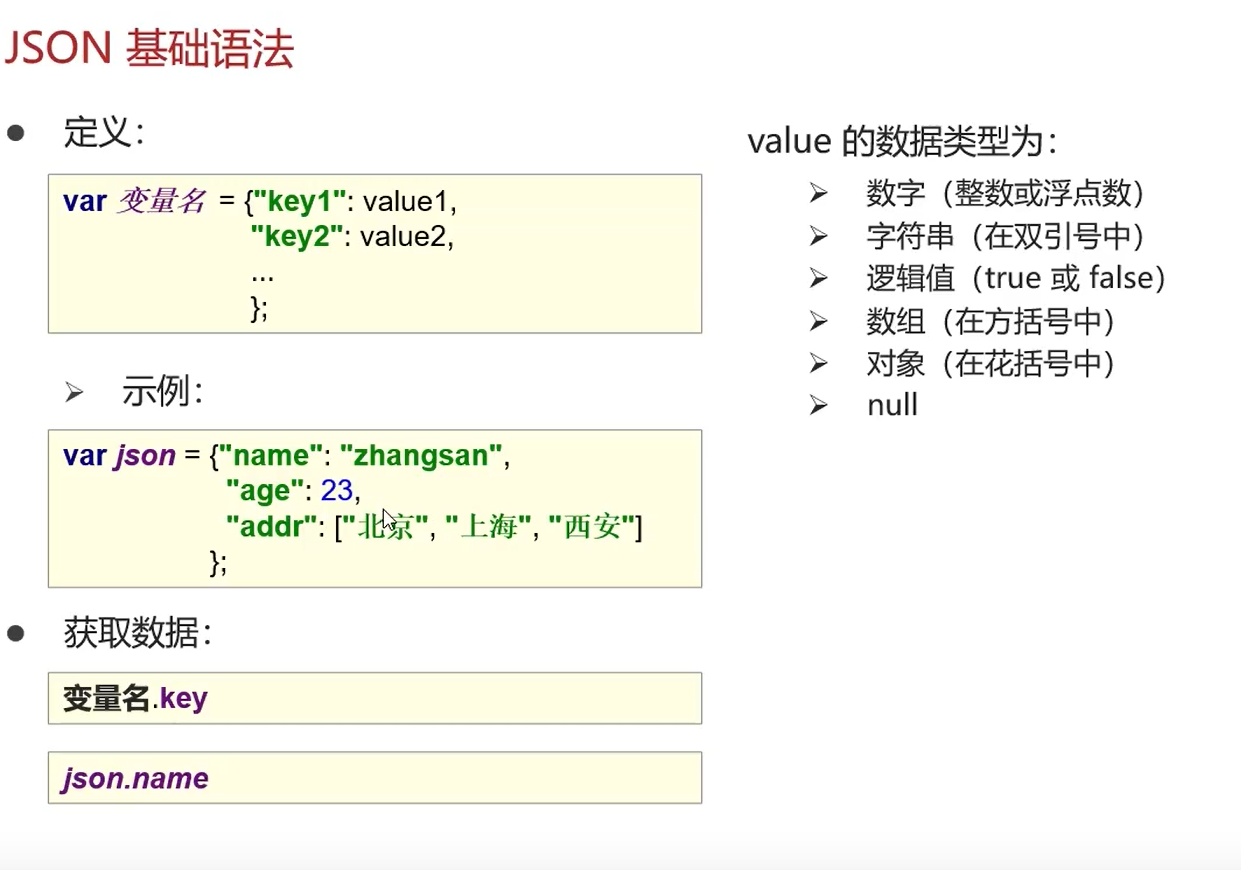 JSON 基础语法
● 定义：
var 变量名 = {"key1": value1,
"key2": value2,
...
};
➢ 示例：
var json = {"name": "zhangsan",
"age": 23,
"addr": ["北京", "上海", "西安"]
};
● 获取数据：
变量名.key
json.name
value 的数据类型为：
➢ 数字（整数或浮点数）
➢ 字符串（在双引号中）
➢ 逻辑值（true 或 false）
➢ 数组（在方括号中）
➢ 对象（在花括号中）
➢ null